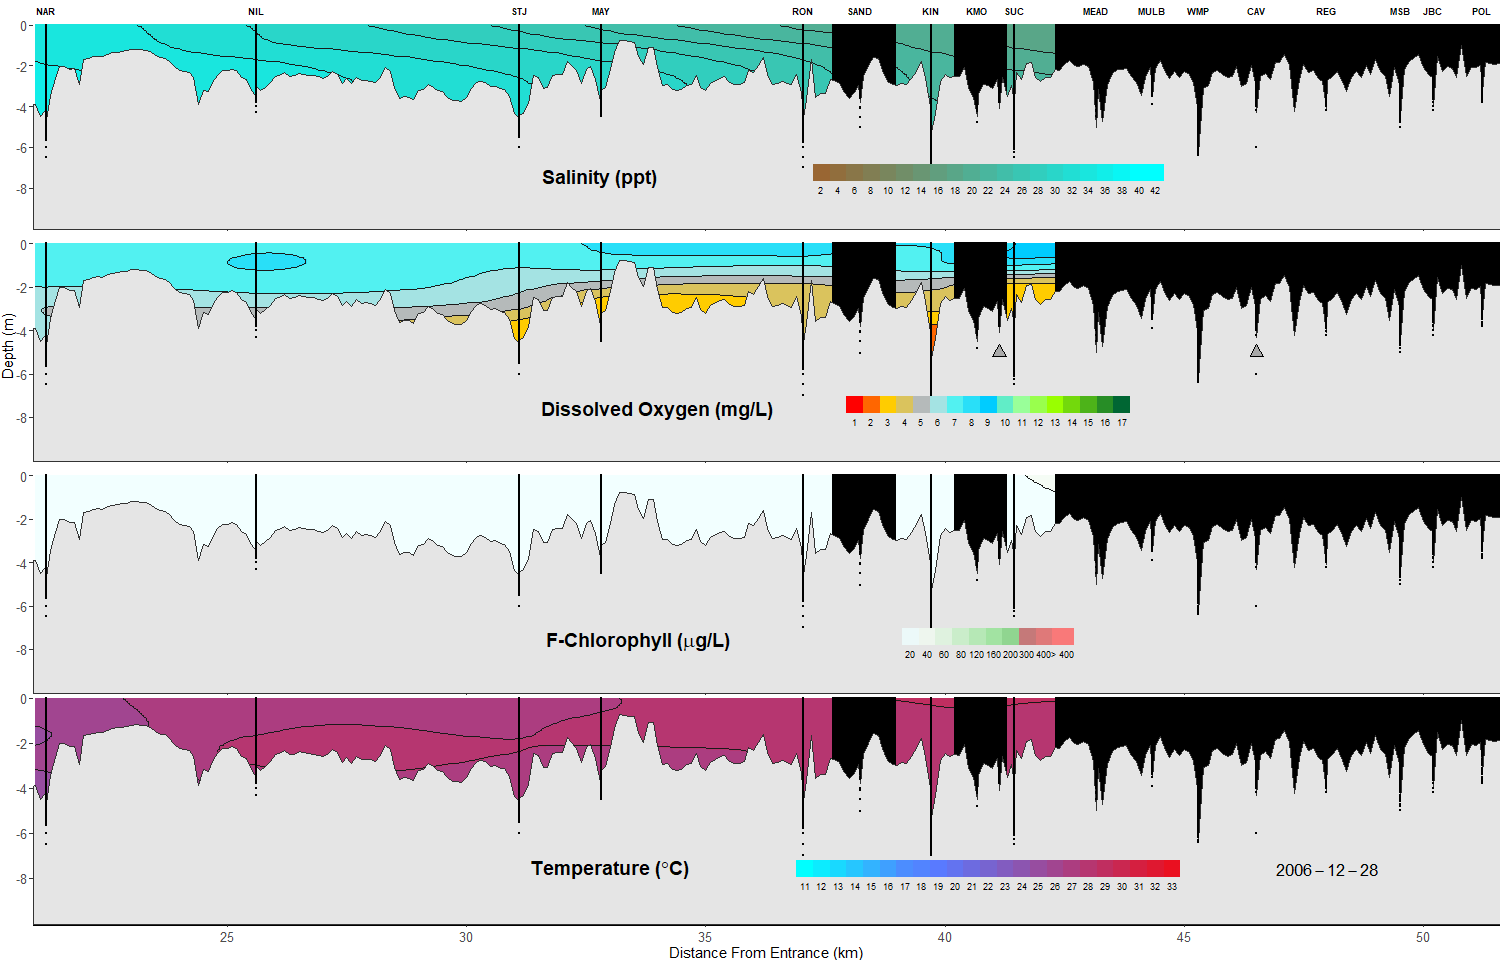 NAR NIL STJ MAY RON SAND KIN KMO SUC MEAD MULB WMP CAV REG MSB JBC POL
0
-2
-4
-6
-8
Salinity (ppt)
2 4 6 8 10 12 14 16 18 20 22 24 26 28 30 32 34 36 38 40 42
0
-2
-4
-6
-8
Depth (m)
Dissolved Oxygen (mg/L)
1 2 3 4 5 6 7 8 9 10 11 12 13 14 15 16 17
0
-2
-4
-6
-8
F-Chlorophyll (µg/L)
20 40 60 80 120 160 200 300 400> 400
0
-2
-4
-6
-8
Temperature (°C)
11 12 13 14 15 16 17 18 19 20 21 22 23 24 25 26 27 28 29 30 31 32 33
2006 – 12 – 28
25 30 35 40 45 50
Distance From Entrance (km)